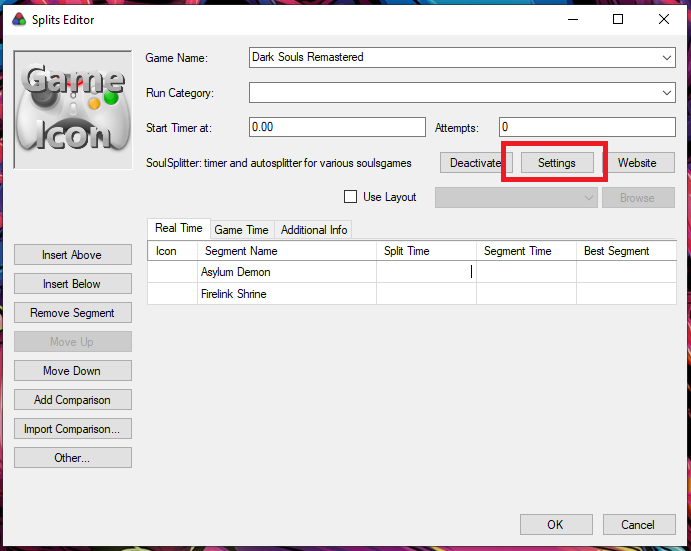 Splits Editor
Game Icon
Game Name:
Dark Souls Remastered
Run Category:
Start Timer at:
0.00
Attempts:
0
SoulSplitter: timer and autosplitter for various soulsgames
Deactivate
Settings
Website
Use Layout
Browse
Real Time
Game Time
Additional Info
Icon
Segment Name
Split Time
Segment Time
Best Segment
Asylum Demon
Firelink Shrine
Insert Above
Insert Below
Remove Segment
Move Up
Move Down
Add Comparison
Import Comparison...
Other...
OK
Cancel